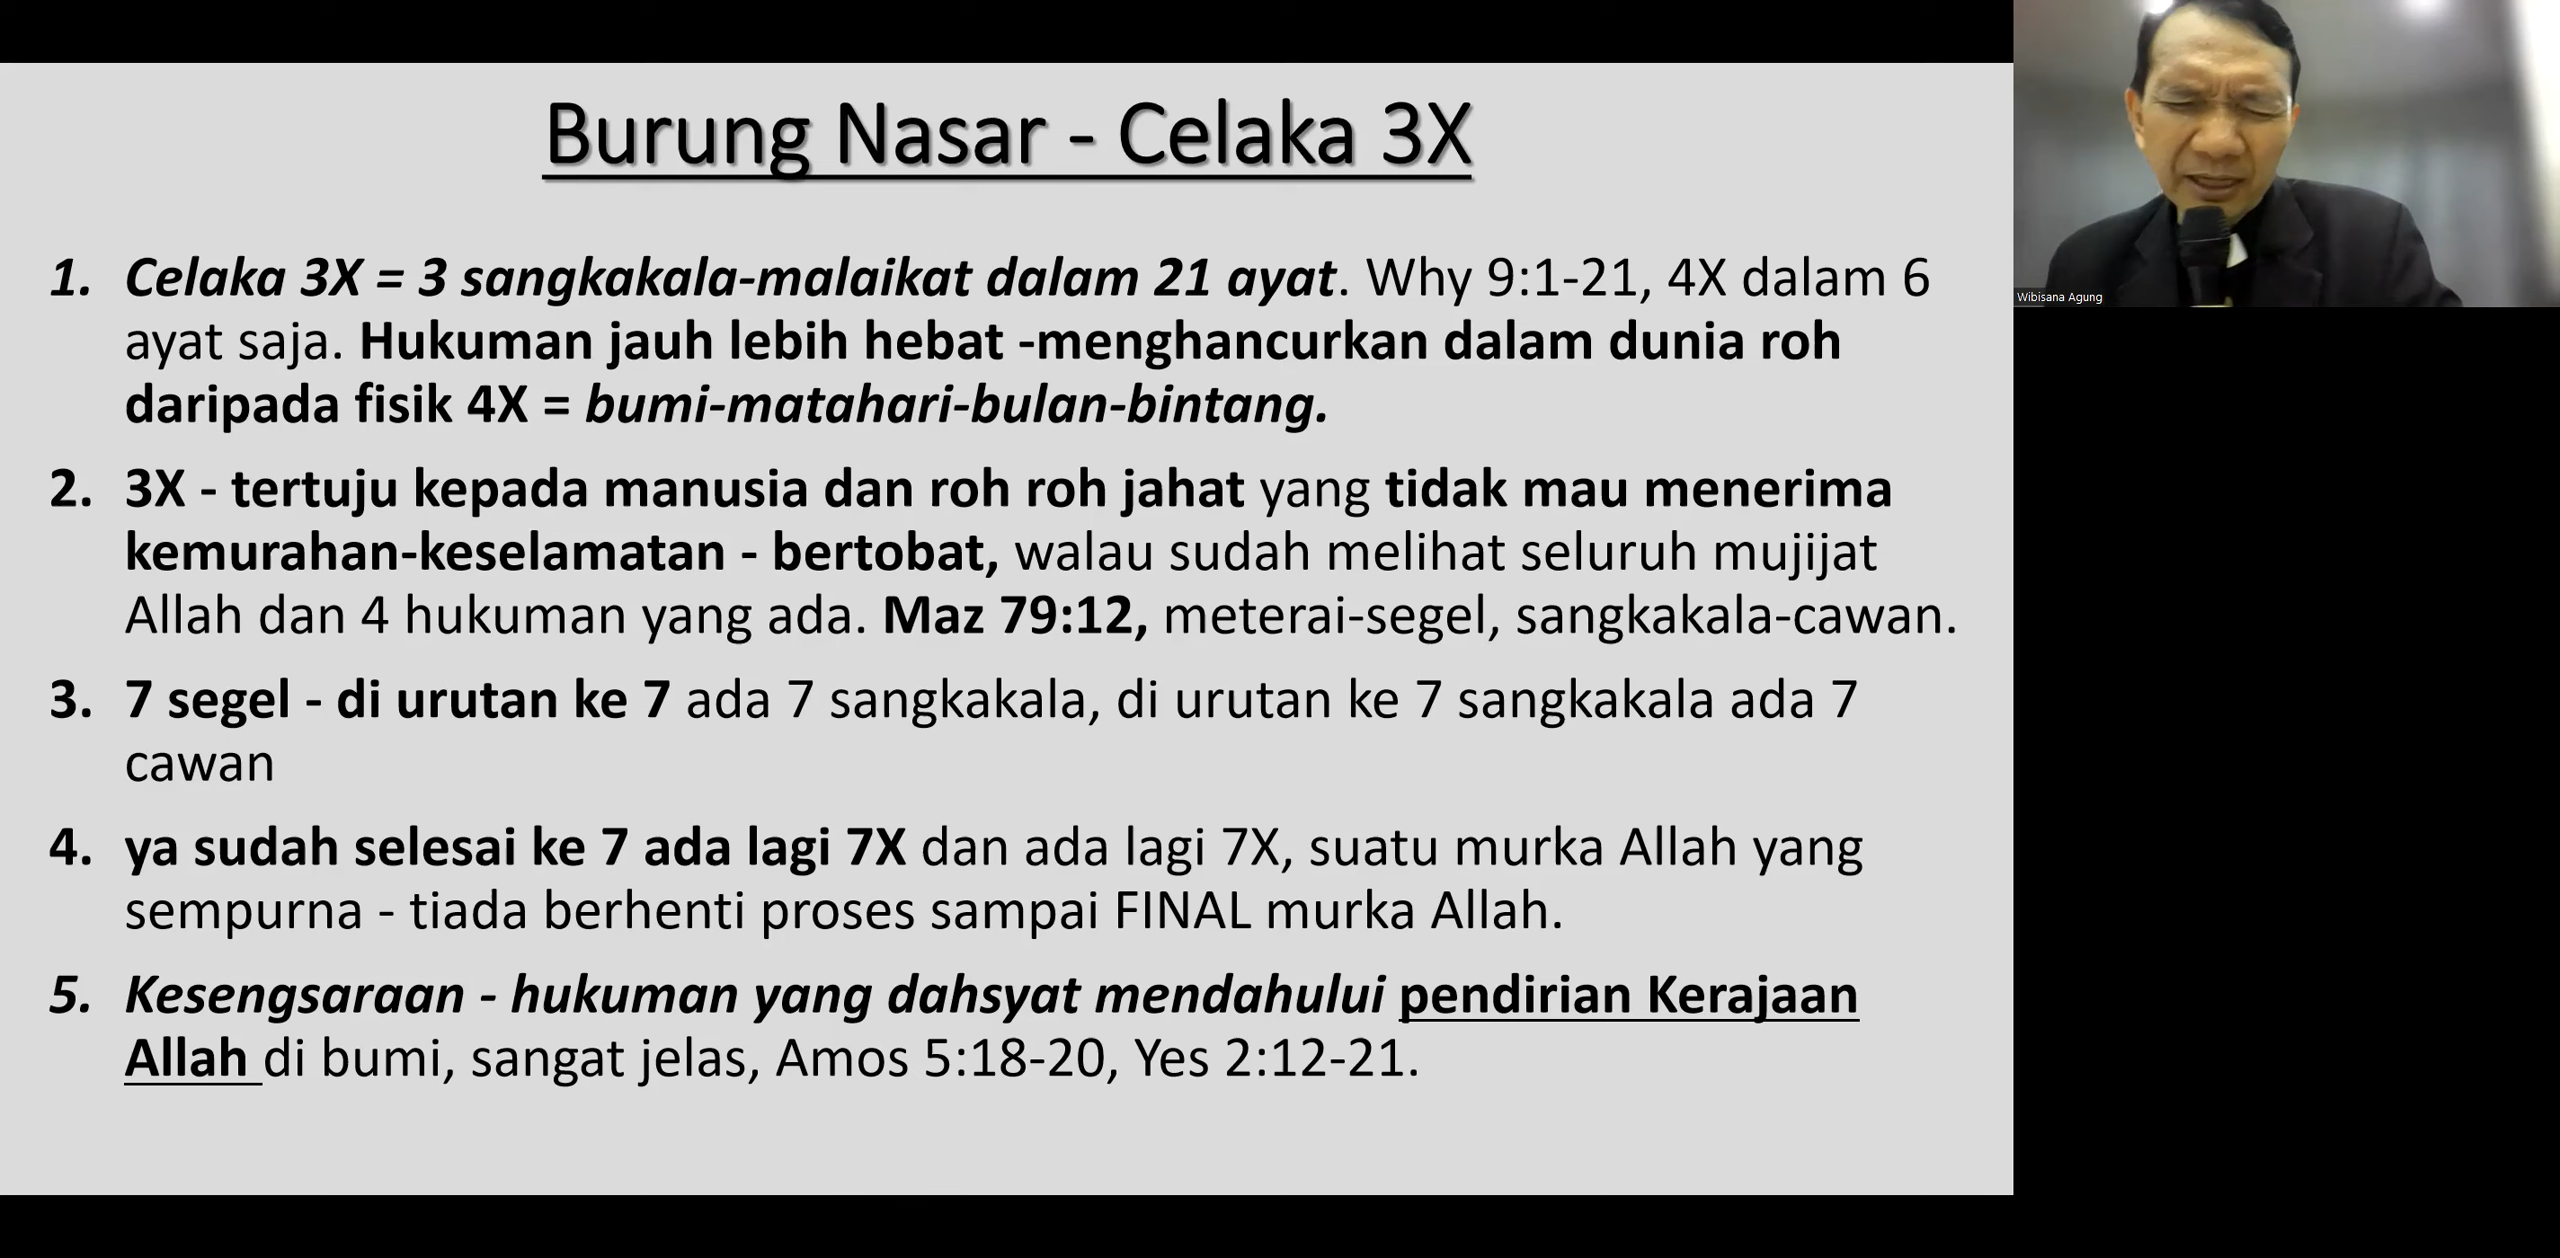 Burung Nasar - Celaka 3X
1. Celaka 3X = 3 sangkakala-malaikat dalam 21 ayat. Why 9:1-21, 4X dalam 6
ayat saja. Hukuman jauh lebih hebat -menghancurkan dalam dunia roh
daripada fisik 4X = bumi-matahari-bulan-bintang.
2. 3X - tertuju kepada manusia dan roh roh jahat yang tidak mau menerima
kemurahan-keselamatan - bertobat, walau sudah melihat seluruh mujijat
Allah dan 4 hukuman yang ada. Maz 79:12, meterai-segel, sangkakala-cawan.
3. 7 segel - di urutan ke 7 ada 7 sangkakala, di urutan ke 7 sangkakala ada 7
cawan
4. ya sudah selesai ke 7 ada lagi 7X dan ada lagi 7X, suatu murka Allah yang
sempurna - tiada berhenti proses sampai FINAL murka Allah.
5. Kesengsaraan - hukuman yang dahsyat mendahului pendirian Kerajaan
Allah di bumi, sangat jelas, Amos 5:18-20, Yes 2:12-21.
Wibisana Agung